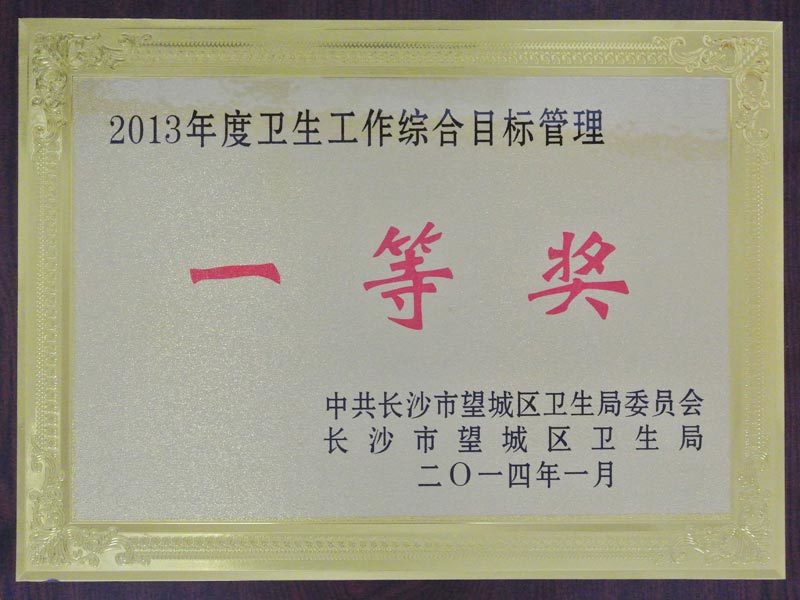 2013年度卫生工作综合目标管理
一等奖
中共长沙市望城区卫生局委员会
长沙市望城区卫生局
二〇一四年一月